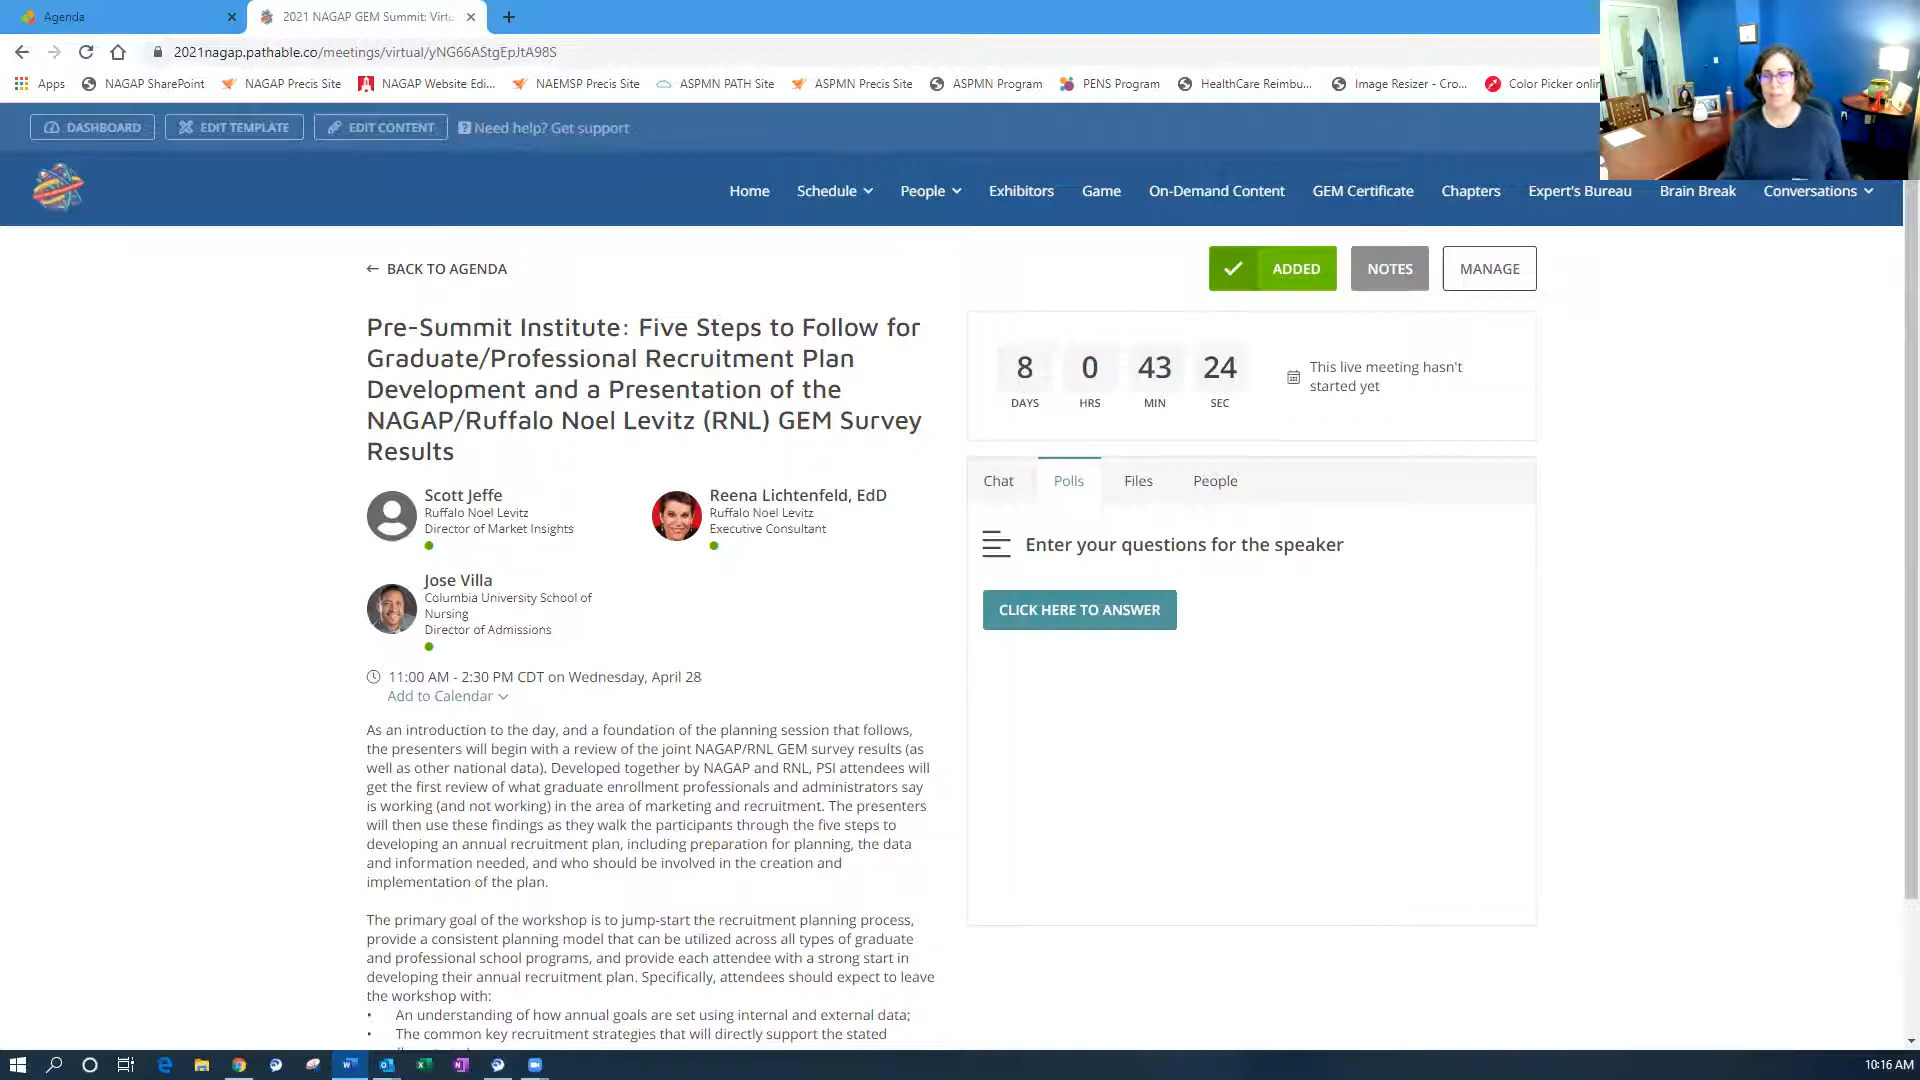 Agenda
2021 NAGAP GEM Summit: Virtu
2021nagap.pathable.co/meetings/virtual/yNG66AStgEpJtA98S
Apps NAGAP SharePoint NAGAP Precis Site NAGAP Website Edi... NAEMSP Precis Site ASPMN PATH Site ASPMN Precis Site ASPMN Program PENS Program HealthCare Reimbu... Image Resizer - Cro... Color Picker onlin
DASHBOARD EDIT TEMPLATE EDIT CONTENT Need help? Get support
Home Schedule People Exhibitors Game On-Demand Content GEM Certificate Chapters Expert's Bureau Brain Break Conversations
BACK TO AGENDA
ADDED NOTES MANAGE
Pre-Summit Institute: Five Steps to Follow for
Graduate/Professional Recruitment Plan
Development and a Presentation of the
NAGAP/Ruffalo Noel Levitz (RNL) GEM Survey
Results
Scott Jeffe
Ruffalo Noel Levitz
Director of Market Insights
Reena Lichtenfeld, EdD
Ruffalo Noel Levitz
Executive Consultant
Jose Villa
Columbia University School of
Nursing
Director of Admissions
11:00 AM - 2:30 PM CDT on Wednesday, April 28
Add to Calendar
As an introduction to the day, and a foundation of the planning session that follows,
the presenters will begin with a review of the joint NAGAP/RNL GEM survey results (as
well as other national data). Developed together by NAGAP and RNL, PSI attendees will
get the first review of what graduate enrollment professionals and administrators say
is working (and not working) in the area of marketing and recruitment. The presenters
will then use these findings as they walk the participants through the five steps to
developing an annual recruitment plan, including preparation for planning, the data
and information needed, and who should be involved in the creation and
implementation of the plan.
The primary goal of the workshop is to jump-start the recruitment planning process,
provide a consistent planning model that can be utilized across all types of graduate
and professional school programs, and provide each attendee with a strong start in
developing their annual recruitment plan. Specifically, attendees should expect to leave
the workshop with:
• An understanding of how annual goals are set using internal and external data;
• The common key recruitment strategies that will directly support the stated
8 0 43 24
DAYS HRS MIN SEC
This live meeting hasn't
started yet
Chat Polls Files People
Enter your questions for the speaker
CLICK HERE TO ANSWER
10:16 AM